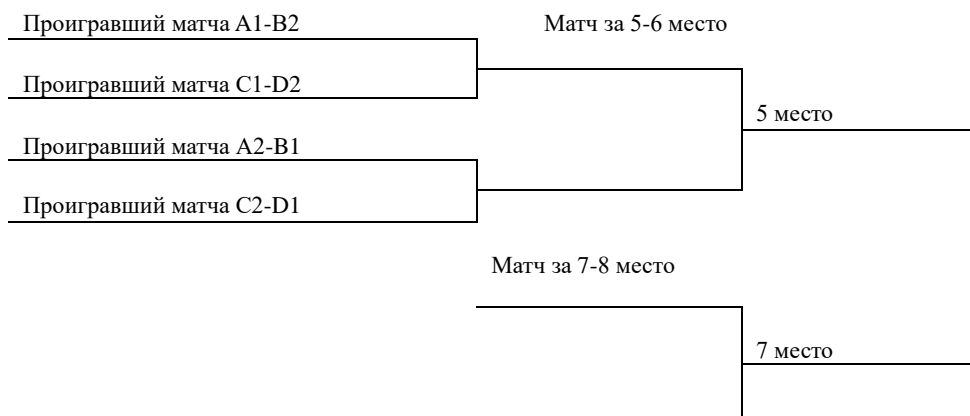 Проигравший матча A1-B2
Матч за 5-6 место
Проигравший матча C1-D2
5 место
Проигравший матча A2-B1
Проигравший матча C2-D1
Матч за 7-8 место
7 место